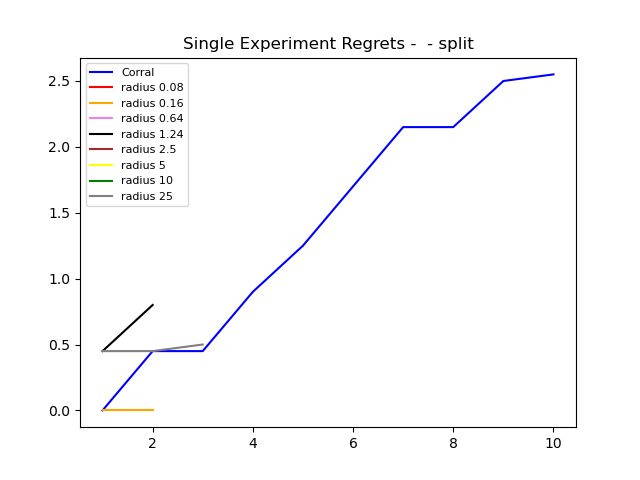 Single Experiment Regrets -  - split
Corral
radius 0.08
radius 0.16
radius 0.64
radius 1.24
radius 2.5
radius 5
radius 10
radius 25
2.5
2.0
1.5
1.0
0.5
0.0
2 4 6 8 10